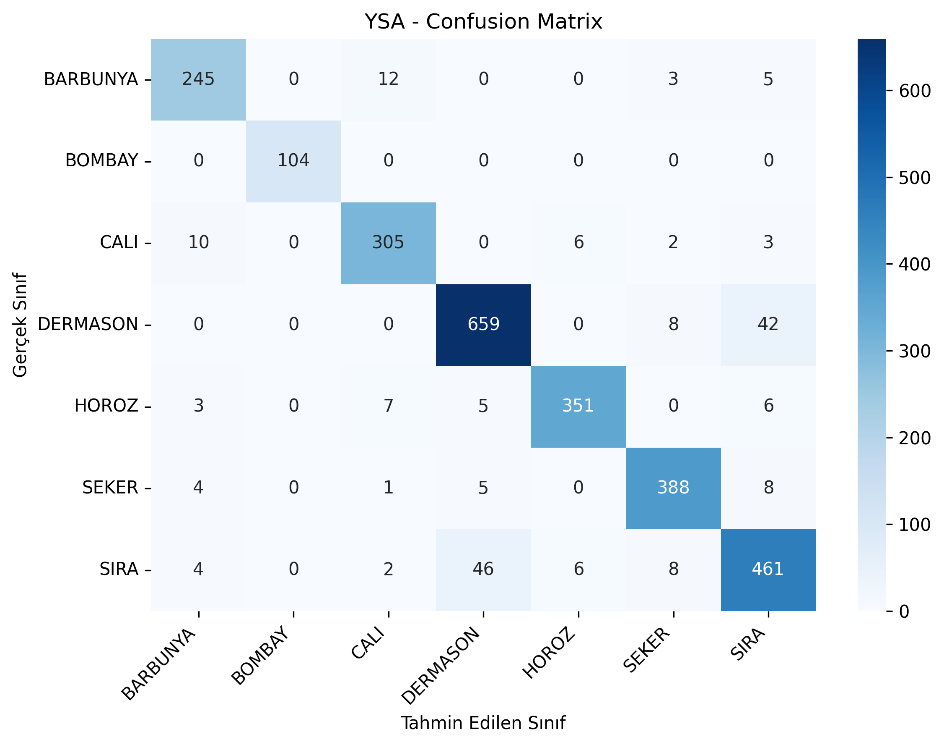 YSA - Confusion Matrix
Gerçek Sınıf
BARBUNYA 245 0 12 0 0 3 5
BOMBAY 0 104 0 0 0 0 0
CALI 10 0 305 0 6 2 3
DERMASON 0 0 0 659 0 8 42
HOROZ 3 0 7 5 351 0 6
SEKER 4 0 1 5 0 388 8
SIRA 4 0 2 46 6 8 461
BARBUNYA BOMBAY CALI DERMASON HOROZ SEKER SIRA
Tahmin Edilen Sınıf
600
500
400
300
200
100
0